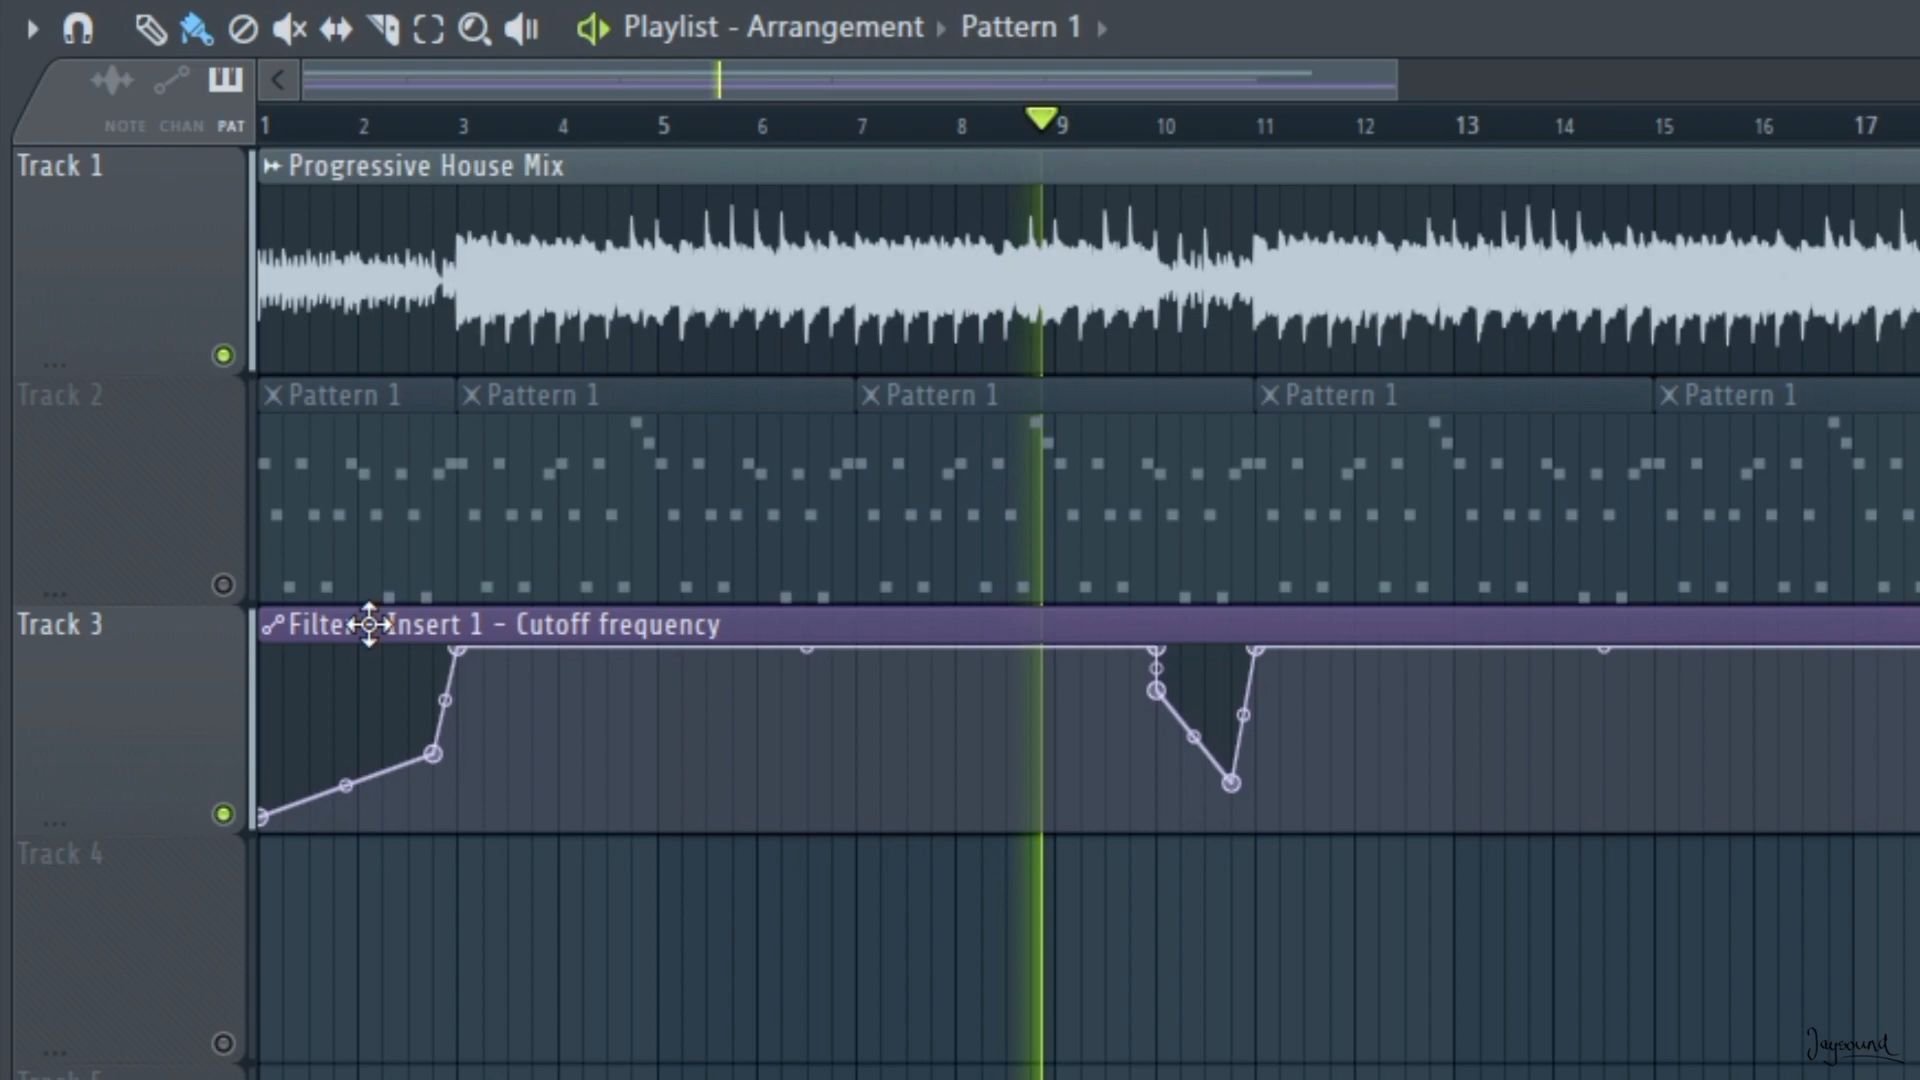 Playlist - Arrangement Pattern 1
NOTE CHAN PAT
1 2 3 4 5 6 7 8 9 10 11 12 13 14 15 16 17
Track 1
Progressive House Mix
Track 2
Pattern 1 Pattern 1 Pattern 1 Pattern 1 Pattern 1
Track 3
Insert 1 - Cutoff frequency
Track 4
Jaysound